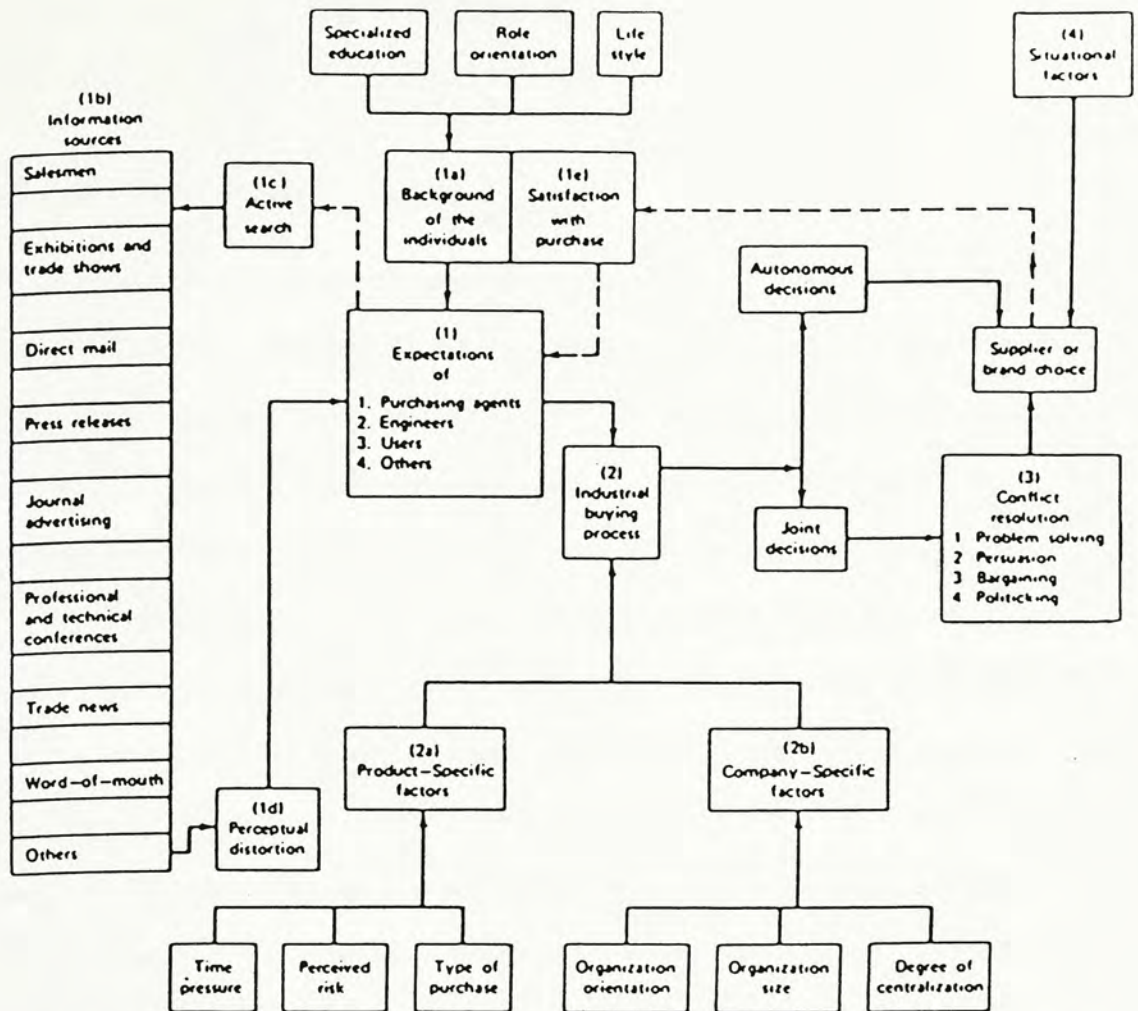 Specialized
education
Role
orientation
Life
style
(4)
Situational
factors
(1b)
Information
sources
Salesmen
Exhibitions and
trade shows
Direct mail
Press releases
Journal
advertising
Professional
and technical
conferences
Trade news
Word-of-mouth
Others
(1c)
Active
search
(1a)
Background
of the
individuals
(1e)
Satisfaction
with
purchase
(1)
Expectations
of
1. Purchasing agents
2. Engineers
3. Users
4. Others
(1d)
Perceptual
distortion
(2)
Industrial
buying
process
Autonomous
decisions
Joint
decisions
Supplier or
brand choice
(3)
Conflict
resolution
1 Problem solving
2 Persuasion
3 Bargaining
4 Politicking
(2a)
Product-Specific
factors
(2b)
Company-Specific
factors
Time
pressure
Perceived
risk
Type of
purchase
Organization
orientation
Organization
size
Degree of
centralization